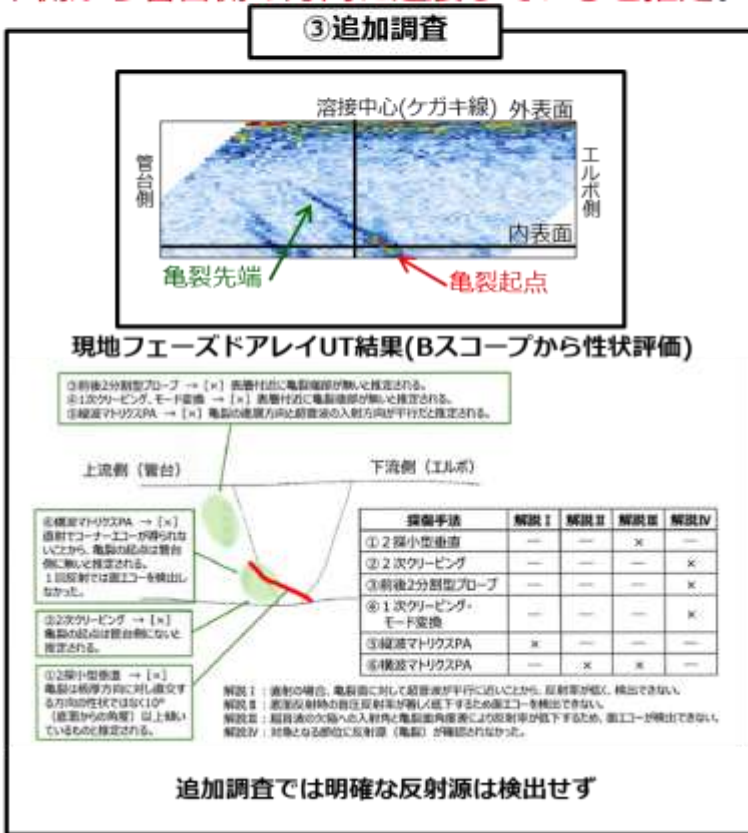 ③追加調査
溶接中心(ケガキ線) 外表面
管台側
エルボ側
内表面
亀裂先端
亀裂起点
現地フェーズドアレイUT結果(Bスコープから性状評価)
③前後2分割型プローブ → [×] 表層付近に亀裂端部が無いと推定される。
④1次クリーピング、モード変換 → [×] 表層付近に亀裂端部が無いと推定される。
⑤縦波マトリクスPA → [×] 亀裂の進展方向と超音波の入射方向が平行だと推定される。
上流側(管台)
下流側(エルボ)
⑥横波マトリクスPA → [×]
直射でコーナーエコーが得られな
いことから、亀裂の起点は管台
側に無いと推定される。
1回反射では面エコーを検出し
なかった。
②2次クリーピング → [×]
亀裂の起点は管台側にないと
推定される。
①2探小型垂直 → [×]
亀裂は板厚方向に対し直交す
る方向の性状ではなく10°
(底面からの角度)以上傾い
ているものと推定される。
探傷手法 解説Ⅰ 解説Ⅱ 解説Ⅲ 解説Ⅳ
①2探小型垂直 ― ― × ―
②2次クリーピング ― ― ― ×
③前後2分割型プローブ ― ― ― ×
④1次クリーピング・
モード変換 ― ― ― ×
⑤縦波マトリクスPA × ― ― ―
⑥横波マトリクスPA ― × × ―
解説Ⅰ:直射の場合、亀裂面に対して超音波が平行に近いことから、反射率が低く、検出できない。
解説Ⅱ:底面反射時の音圧反射率が著しく低下するため面エコーを検出できない。
解説Ⅲ:超音波の欠陥への入射角と亀裂面角度差により反射率が低下するため、面エコーが検出できない。
解説Ⅳ:対象となる部位に反射源(亀裂)が確認されなかった。
追加調査では明確な反射源は検出せず